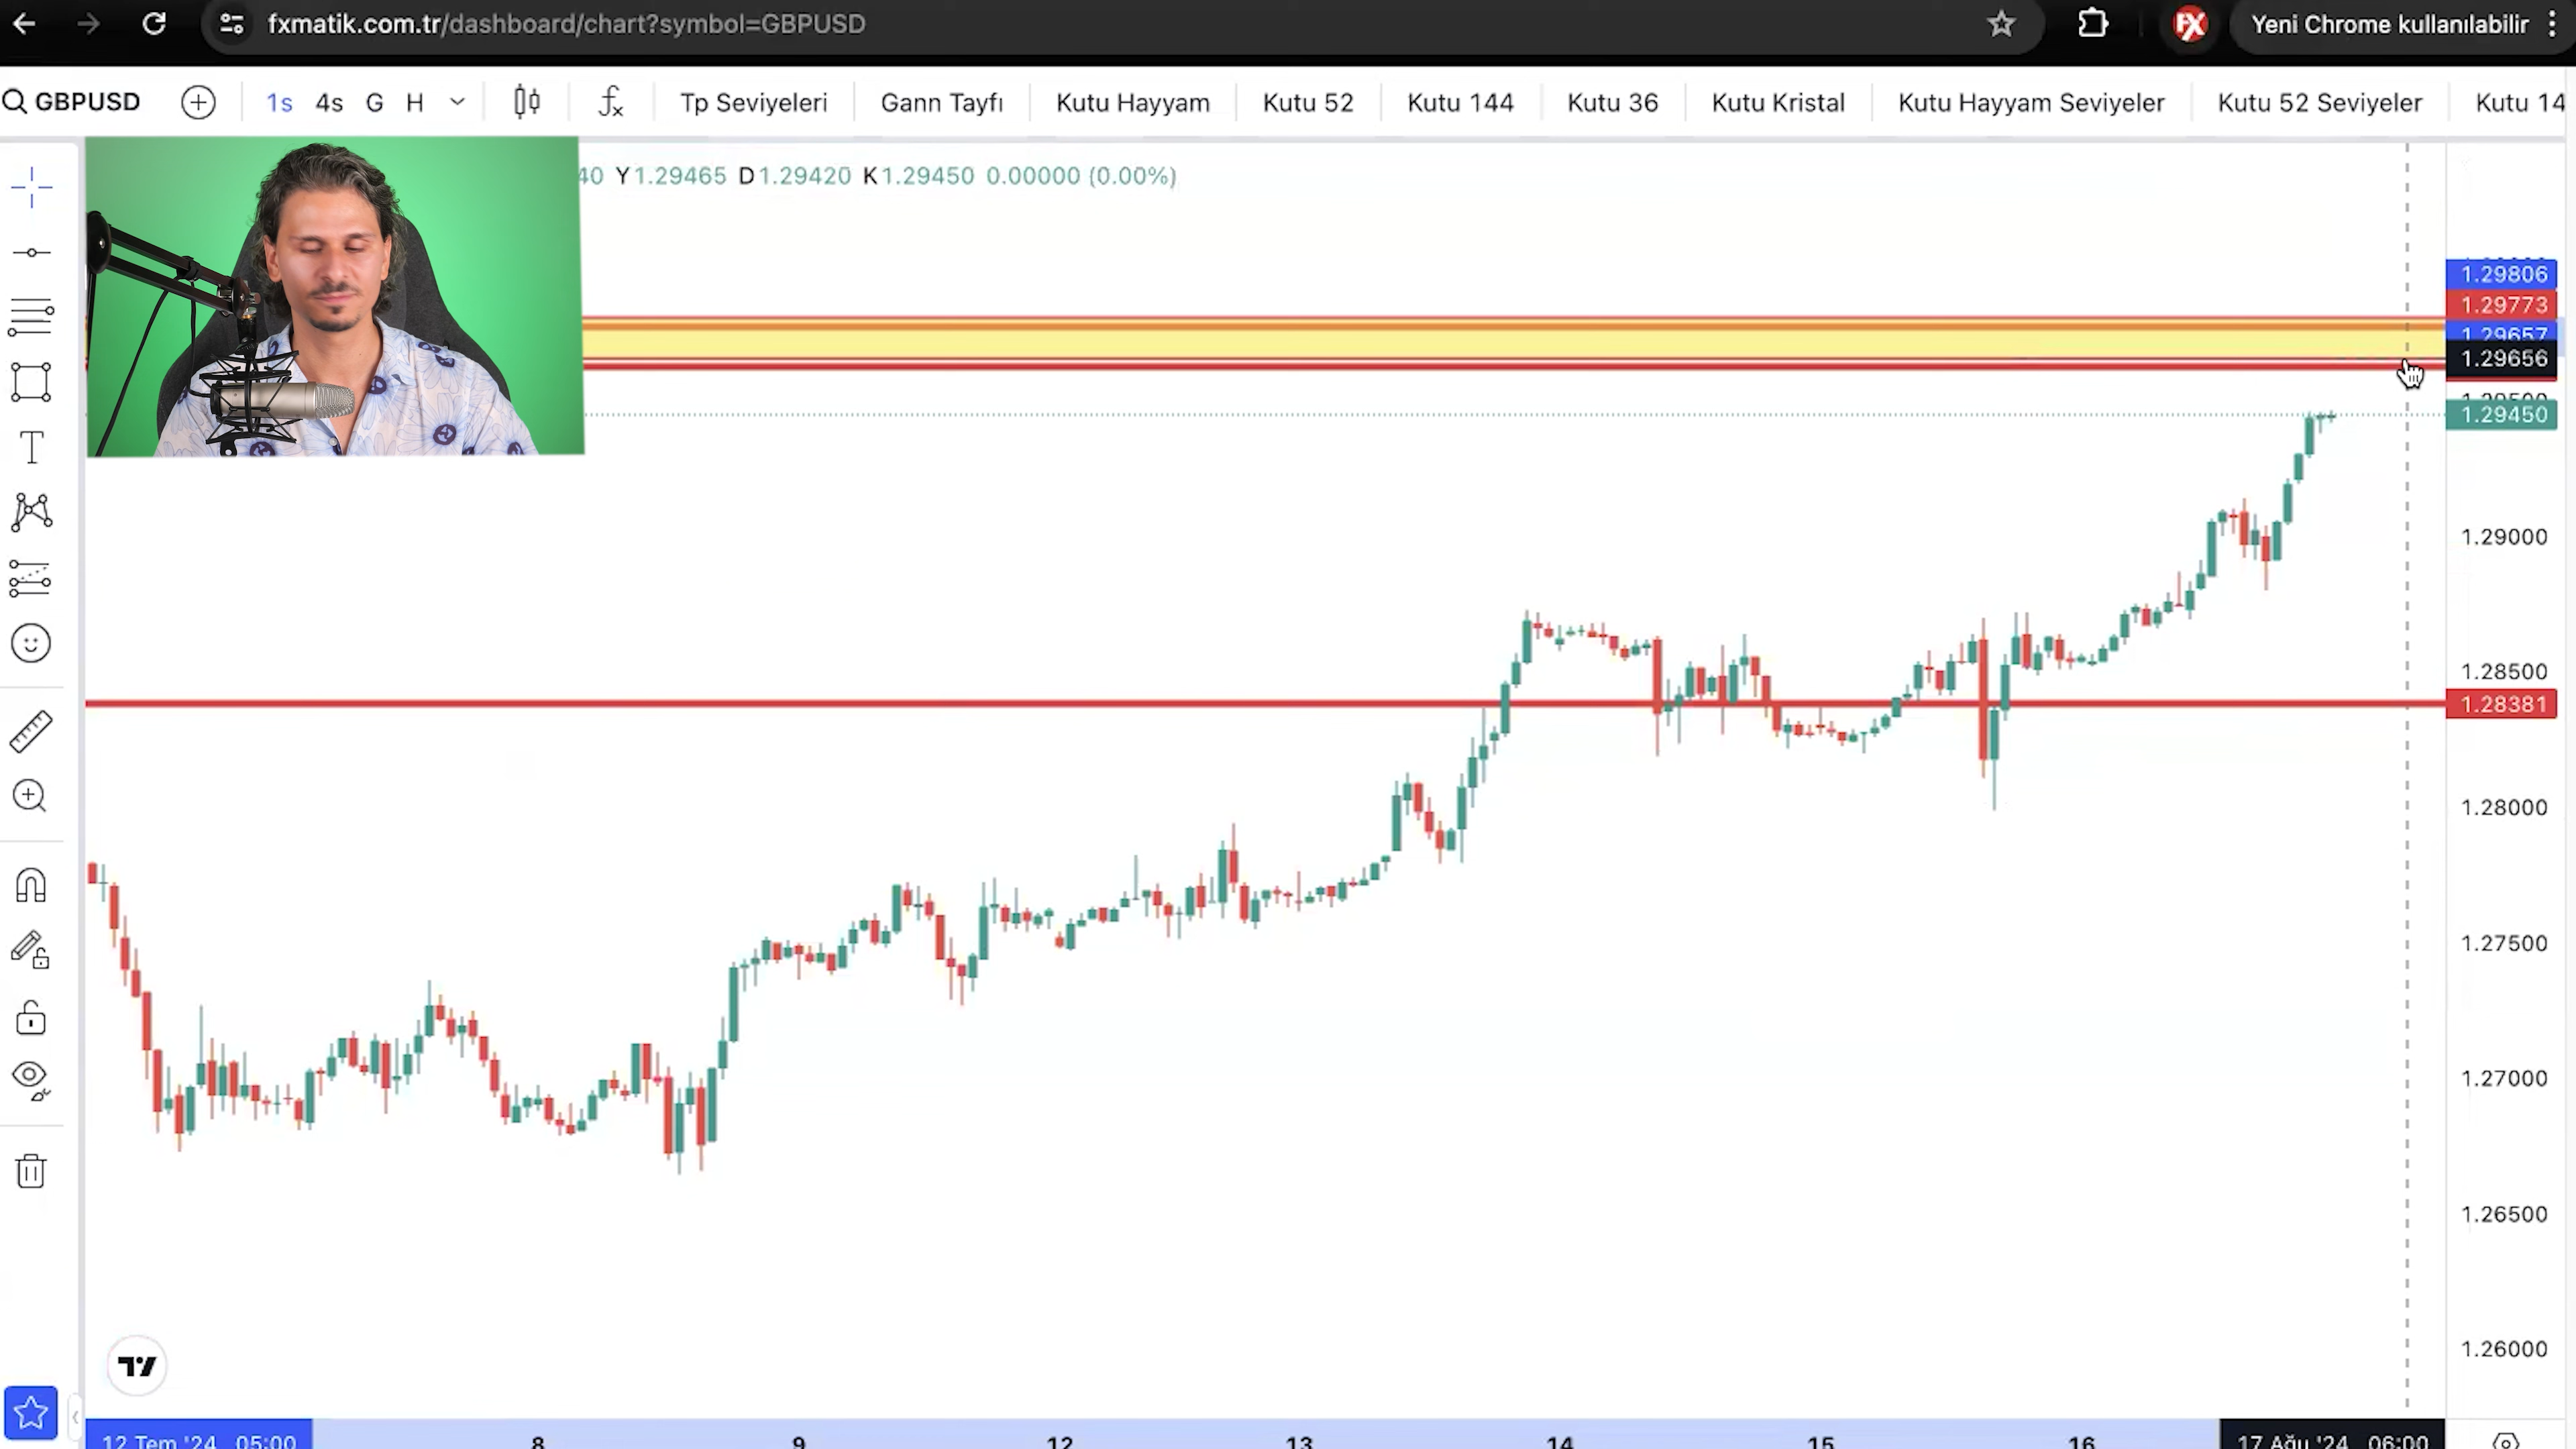 fxmatik.com.tr/dashboard/chart?symbol=GBPUSD
Yeni Chrome kullanılabilir
GBPUSD
1s
4s
G
H
Tp Seviyeleri
Gann Tayfı
Kutu Hayyam
Kutu 52
Kutu 144
Kutu 36
Kutu Kristal
Kutu Hayyam Seviyeler
Kutu 52 Seviyeler
Kutu 14
40 Y1.29465 D1.29420 K1.29450 0.00000 (0.00%)
1.29806
1.29773
1.29657
1.29656
1.29450
1.29000
1.28500
1.28381
1.28000
1.27500
1.27000
1.26500
1.26000
12 Tem '24 05:00
8
9
12
13
14
15
16
17 Ağu '24 06:00